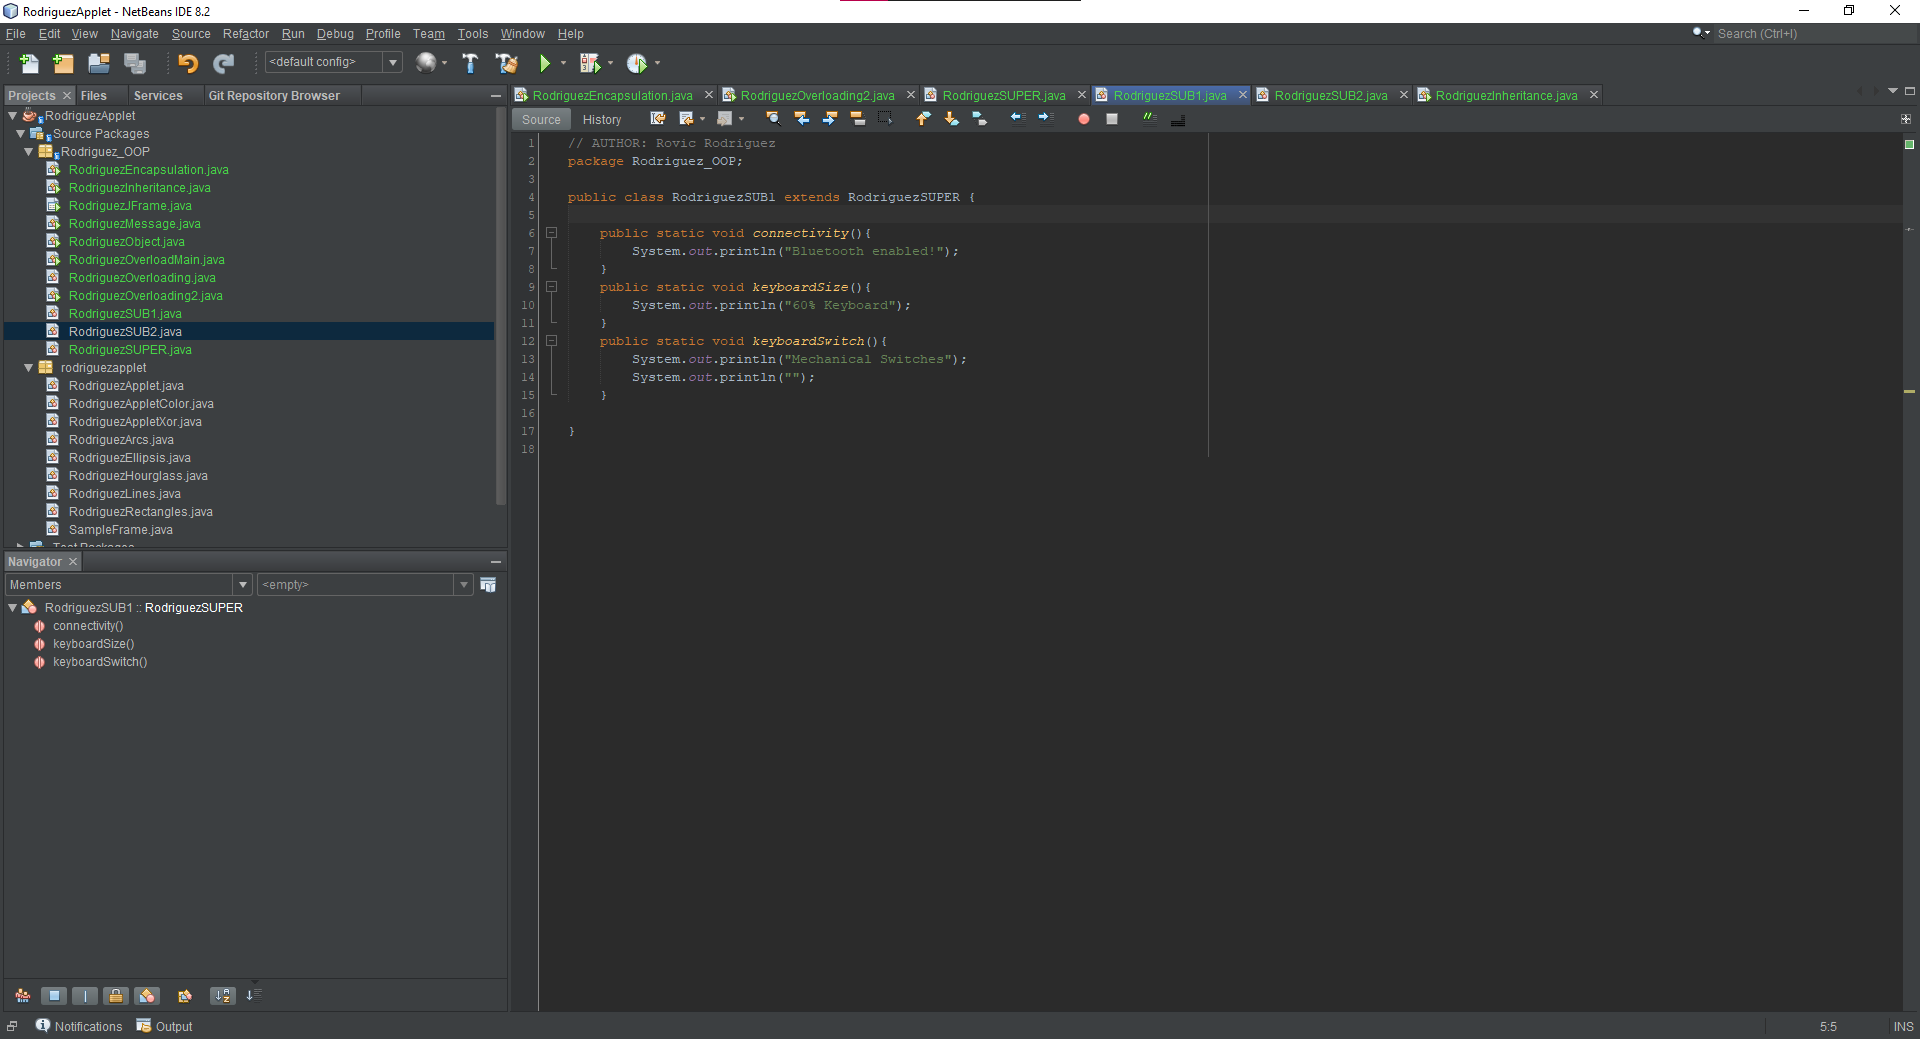 RodriguezApplet - NetBeans IDE 8.2
File Edit View Navigate Source Refactor Run Debug Profile Team Tools Window Help
Search (Ctrl+I)
<default config>
Projects Files Services Git Repository Browser
RodriguezApplet
Source Packages
Rodriguez_OOP
RodriguezEncapsulation.java
RodriguezInheritance.java
RodriguezJFrame.java
RodriguezMessage.java
RodriguezObject.java
RodriguezOverloadMain.java
RodriguezOverloading.java
RodriguezOverloading2.java
RodriguezSUB1.java
RodriguezSUB2.java
RodriguezSUPER.java
rodriguezapplet
RodriguezApplet.java
RodriguezAppletColor.java
RodriguezAppletXor.java
RodriguezArcs.java
RodriguezEllipsis.java
RodriguezHourglass.java
RodriguezLines.java
RodriguezRectangles.java
SampleFrame.java
Test Packages
Navigator
Members <empty>
RodriguezSUB1 :: RodriguezSUPER
connectivity()
keyboardSize()
keyboardSwitch()
RodriguezEncapsulation.java RodriguezOverloading2.java RodriguezSUPER.java RodriguezSUB1.java RodriguezSUB2.java RodriguezInheritance.java
Source History
1 // AUTHOR: Rovic Rodriguez
2 package Rodriguez_OOP;
3
4 public class RodriguezSUB1 extends RodriguezSUPER {
5
6 public static void connectivity(){
7 System.out.println("Bluetooth enabled!");
8 }
9 public static void keyboardSize(){
10 System.out.println("60% Keyboard");
11 }
12 public static void keyboardSwitch(){
13 System.out.println("Mechanical Switches");
14 System.out.println("");
15 }
16
17 }
18
Notifications Output
5:5 INS